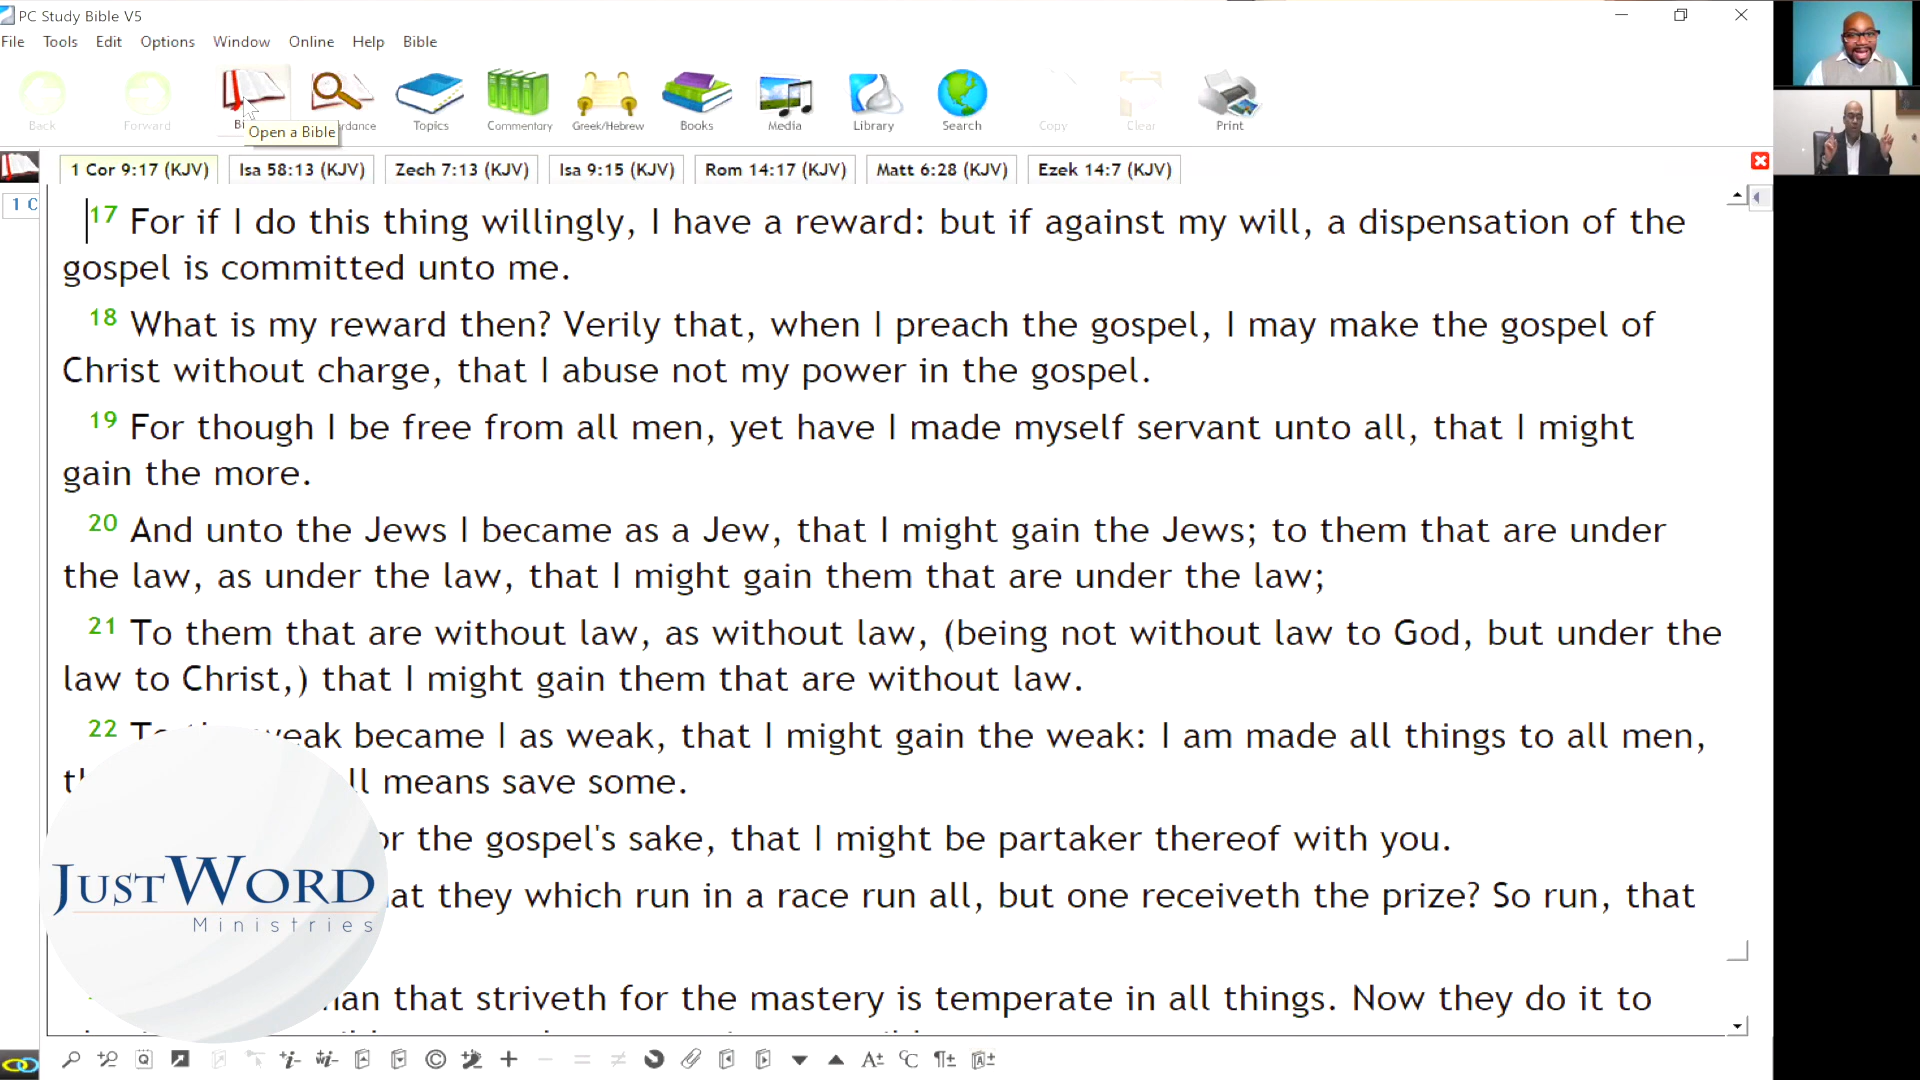 PC Study Bible V5
File Tools Edit Options Window Online Help Bible
Back Forward Topics Commentary Greek/Hebrew Books Media Library Search Copy Clear Print
Open a Bible
1 Cor 9:17 (KJV) Isa 58:13 (KJV) Zech 7:13 (KJV) Isa 9:15 (KJV) Rom 14:17 (KJV) Matt 6:28 (KJV) Ezek 14:7 (KJV)
1 C
17 For if I do this thing willingly, I have a reward: but if against my will, a dispensation of the
gospel is committed unto me.
18 What is my reward then? Verily that, when I preach the gospel, I may make the gospel of
Christ without charge, that I abuse not my power in the gospel.
19 For though I be free from all men, yet have I made myself servant unto all, that I might
gain the more.
20 And unto the Jews I became as a Jew, that I might gain the Jews; to them that are under
the law, as under the law, that I might gain them that are under the law;
21 To them that are without law, as without law, (being not without law to God, but under the
law to Christ,) that I might gain them that are without law.
22 weak became I as weak, that I might gain the weak: I am made all things to all men,
means save some.
the gospel's sake, that I might be partaker thereof with you.
they which run in a race run all, but one receiveth the prize? So run, that
that striveth for the mastery is temperate in all things. Now they do it to
JUSTWORD
Ministries